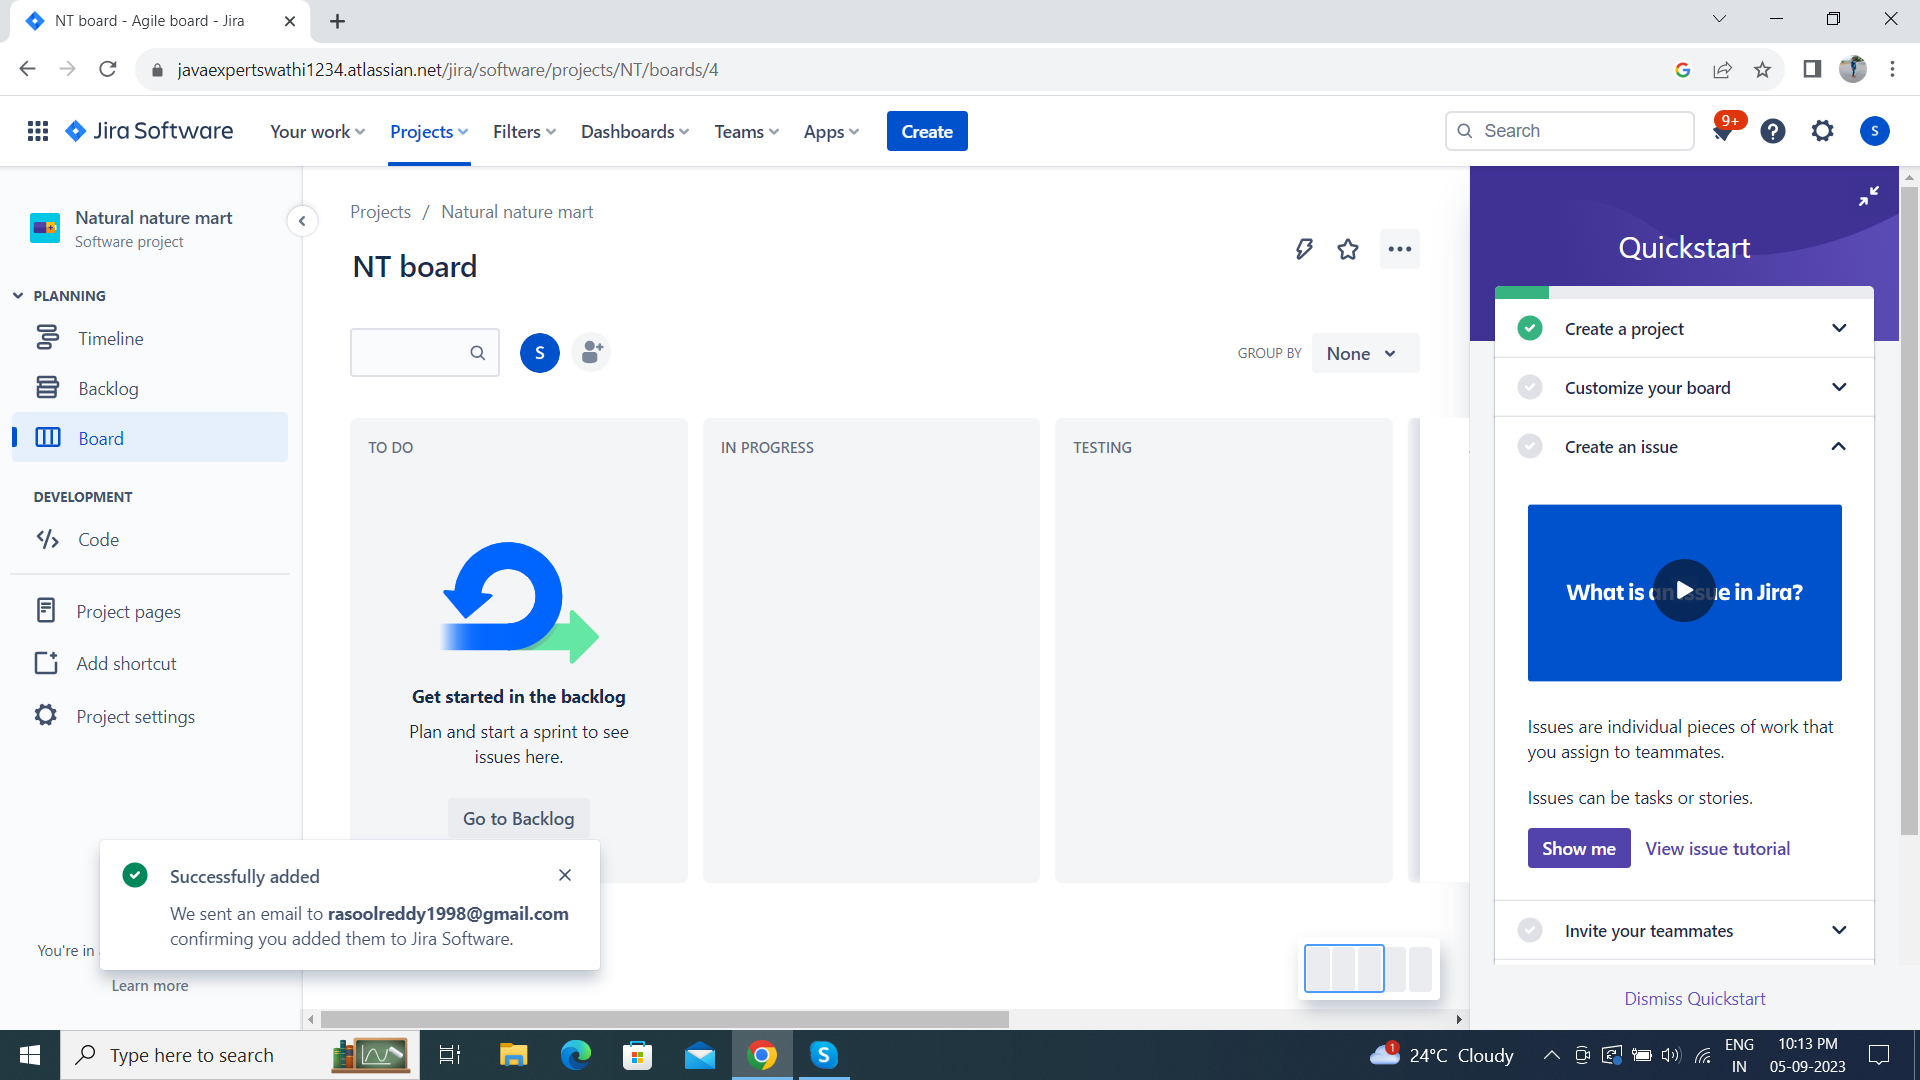 NT board - Agile board - Jira
javaexpertswathi1234.atlassian.net/jira/software/projects/NT/boards/4
Jira Software
Your work
Projects
Filters
Dashboards
Teams
Apps
Create
Search
9+
S
Natural nature mart
Software project
PLANNING
Timeline
Backlog
Board
DEVELOPMENT
Code
Project pages
Add shortcut
Project settings
You're in
Learn more
Projects / Natural nature mart
NT board
S
GROUP BY
None
TO DO
IN PROGRESS
TESTING
Get started in the backlog
Plan and start a sprint to see
issues here.
Go to Backlog
Successfully added
We sent an email to rasoolreddy1998@gmail.com
confirming you added them to Jira Software.
Quickstart
Create a project
Customize your board
Create an issue
What is an issue in Jira?
Issues are individual pieces of work that
you assign to teammates.
Issues can be tasks or stories.
Show me
View issue tutorial
Invite your teammates
Dismiss Quickstart
Type here to search
1
24°C Cloudy
ENG
IN
10:13 PM
05-09-2023